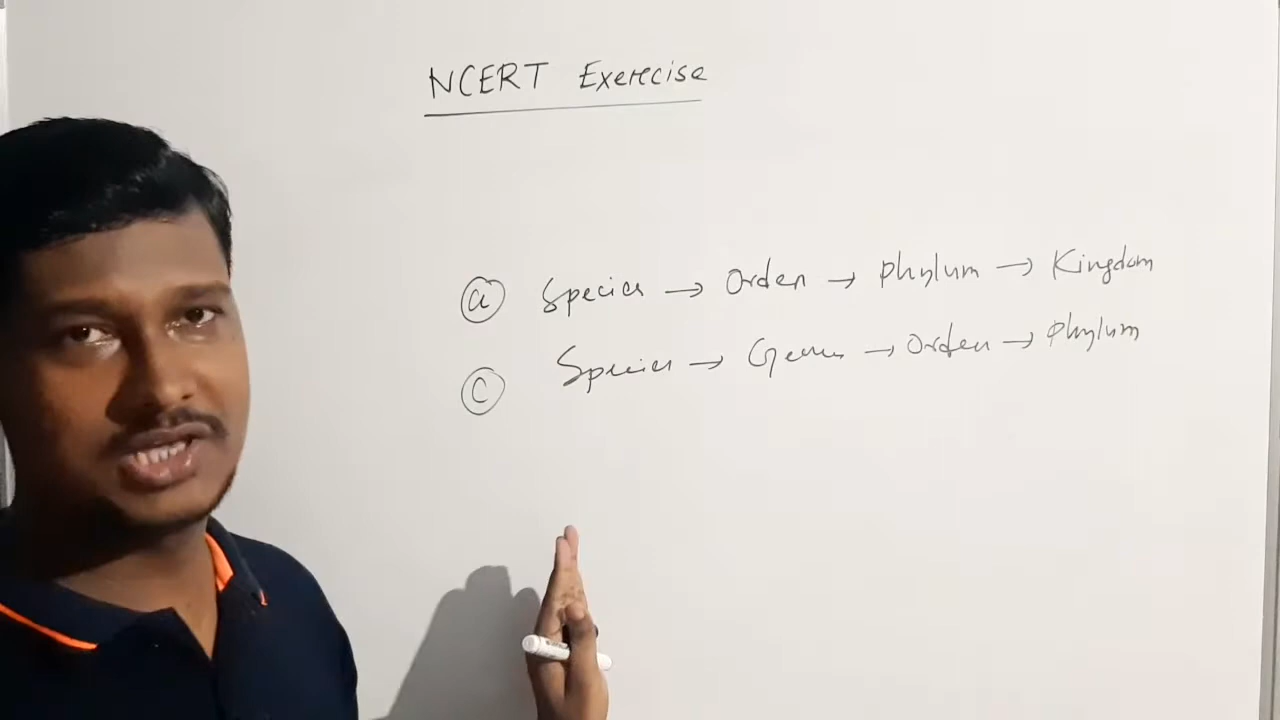 NCERT Exercise
ⓐ Species → Order → Phylum → Kingdom
ⓒ Species → Genus → Order → Phylum